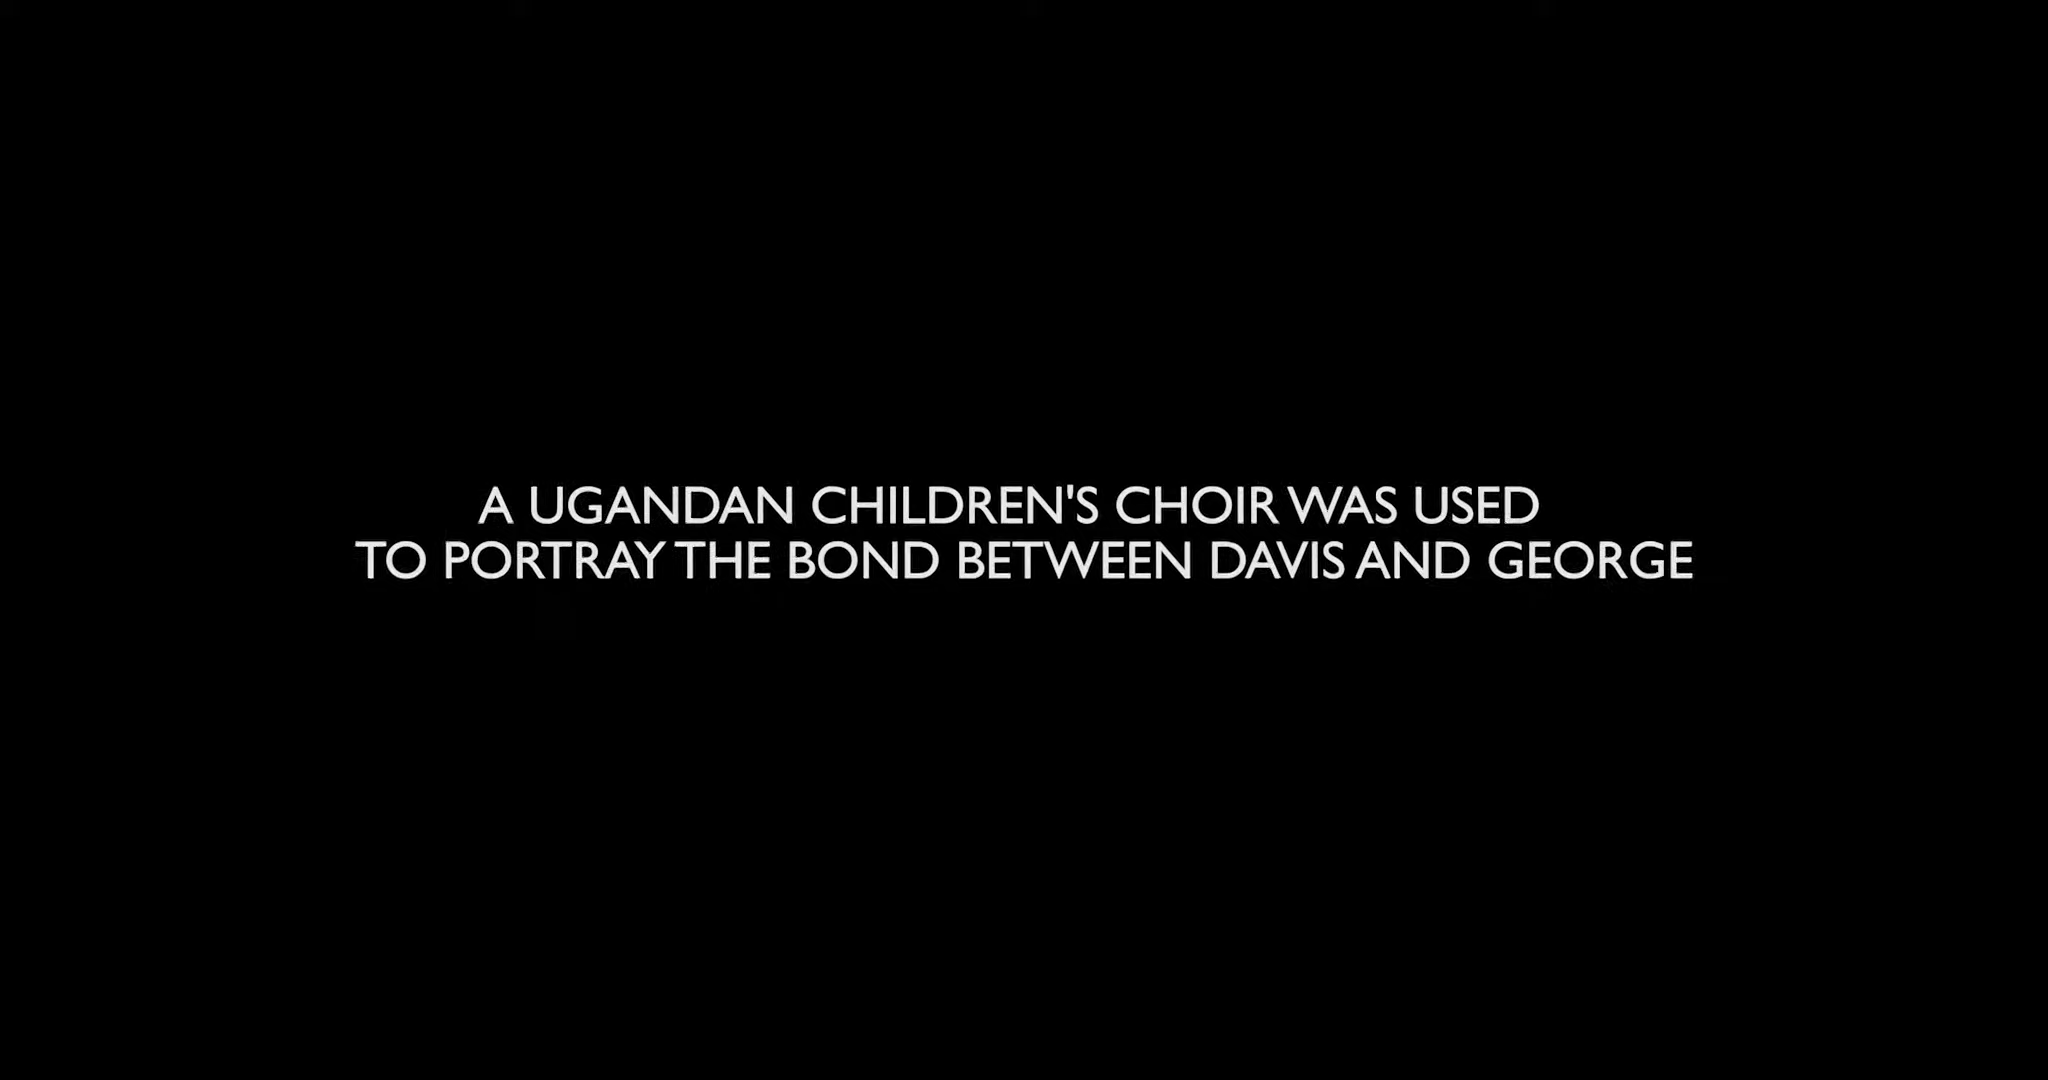 A UGANDAN CHILDREN'S CHOIR WAS USED
TO PORTRAY THE BOND BETWEEN DAVIS AND GEORGE